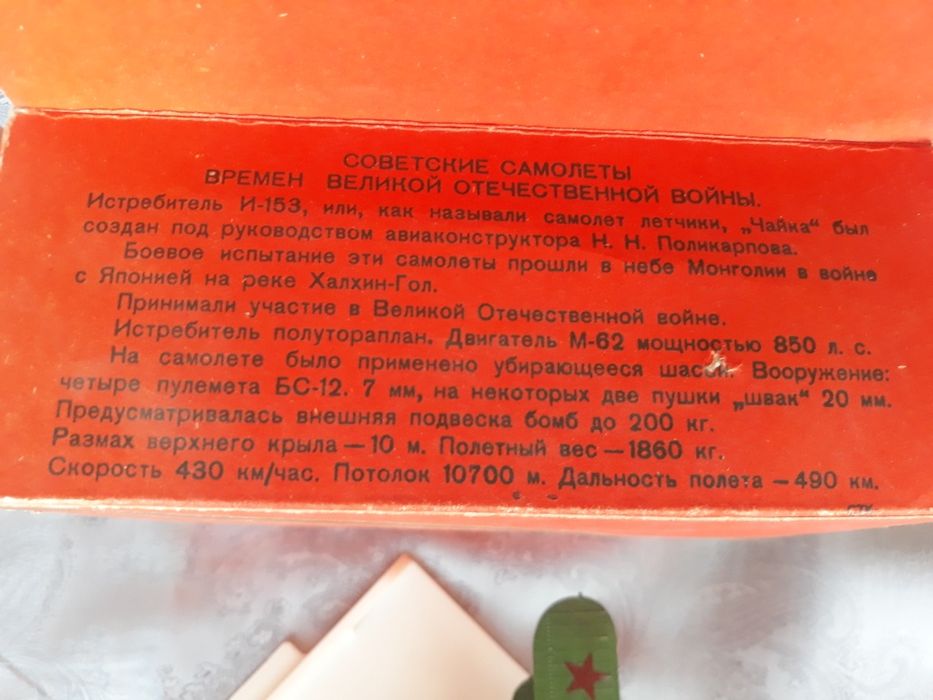 СОВЕТСКИЕ САМОЛЕТЫ
ВРЕМЕН ВЕЛИКОЙ ОТЕЧЕСТВЕННОЙ ВОЙНЫ.
Истребитель И-153, или, как называли самолет летчики, „Чайка“ был
создан под руководством авиаконструктора Н. Н. Поликарпова.
Боевое испытание эти самолеты прошли в небе Монголии в войне
с Японией на реке Халхин-Гол.
Принимали участие в Великой Отечественной войне.
Истребитель полутораплан. Двигатель М-62 мощностью 850 л. с.
На самолете было применено убирающееся шасси. Вооружение:
четыре пулемета БС-12. 7 мм, на некоторых две пушки „швак“ 20 мм.
Предусматривалась внешняя подвеска бомб до 200 кг.
Размах верхнего крыла — 10 м. Полетный вес — 1860 кг.
Скорость 430 км/час. Потолок 10700 м. Дальность полета — 490 км.